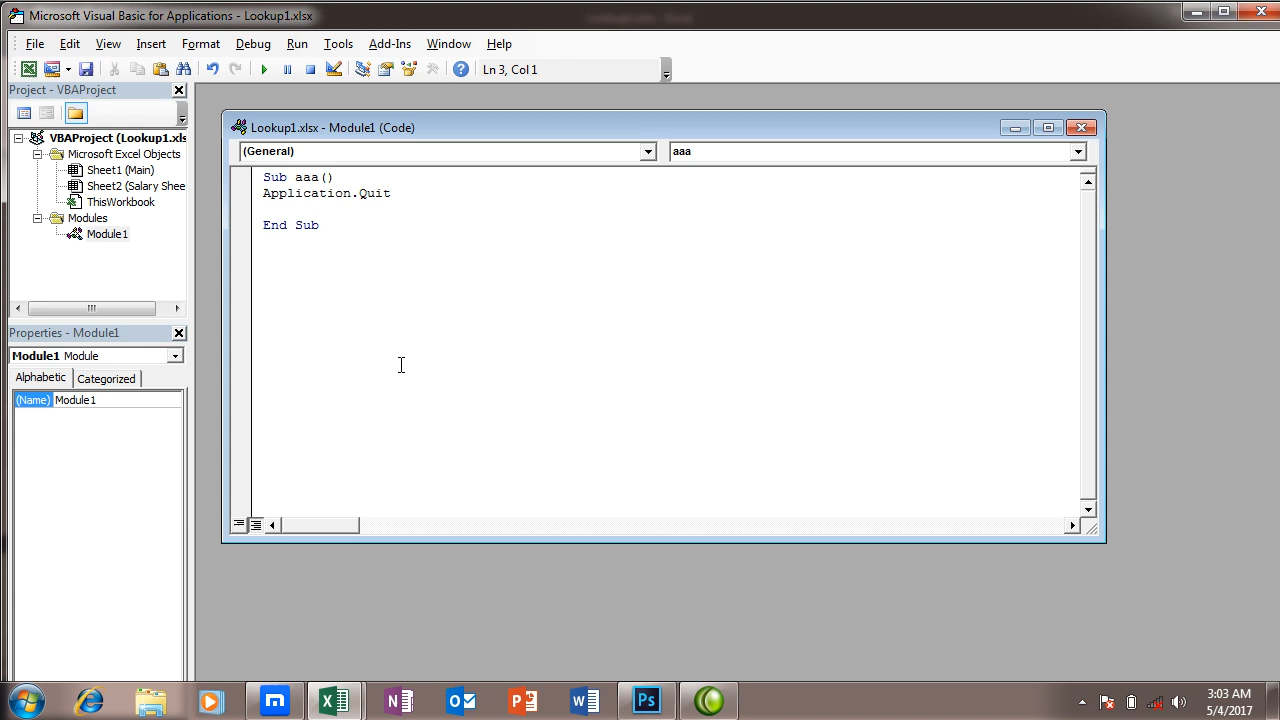 Microsoft Visual Basic for Applications - Lookup1.xlsx
File Edit View Insert Format Debug Run Tools Add-Ins Window Help
Ln 3, Col 1
Project - VBAProject
VBAProject (Lookup1.xls
Microsoft Excel Objects
Sheet1 (Main)
Sheet2 (Salary Shee
ThisWorkbook
Modules
Module1
Properties - Module1
Module1 Module
Alphabetic Categorized
(Name) Module1
Lookup1.xlsx - Module1 (Code)
(General) aaa
Sub aaa()
Application.Quit
End Sub
Ps
3:03 AM
5/4/2017